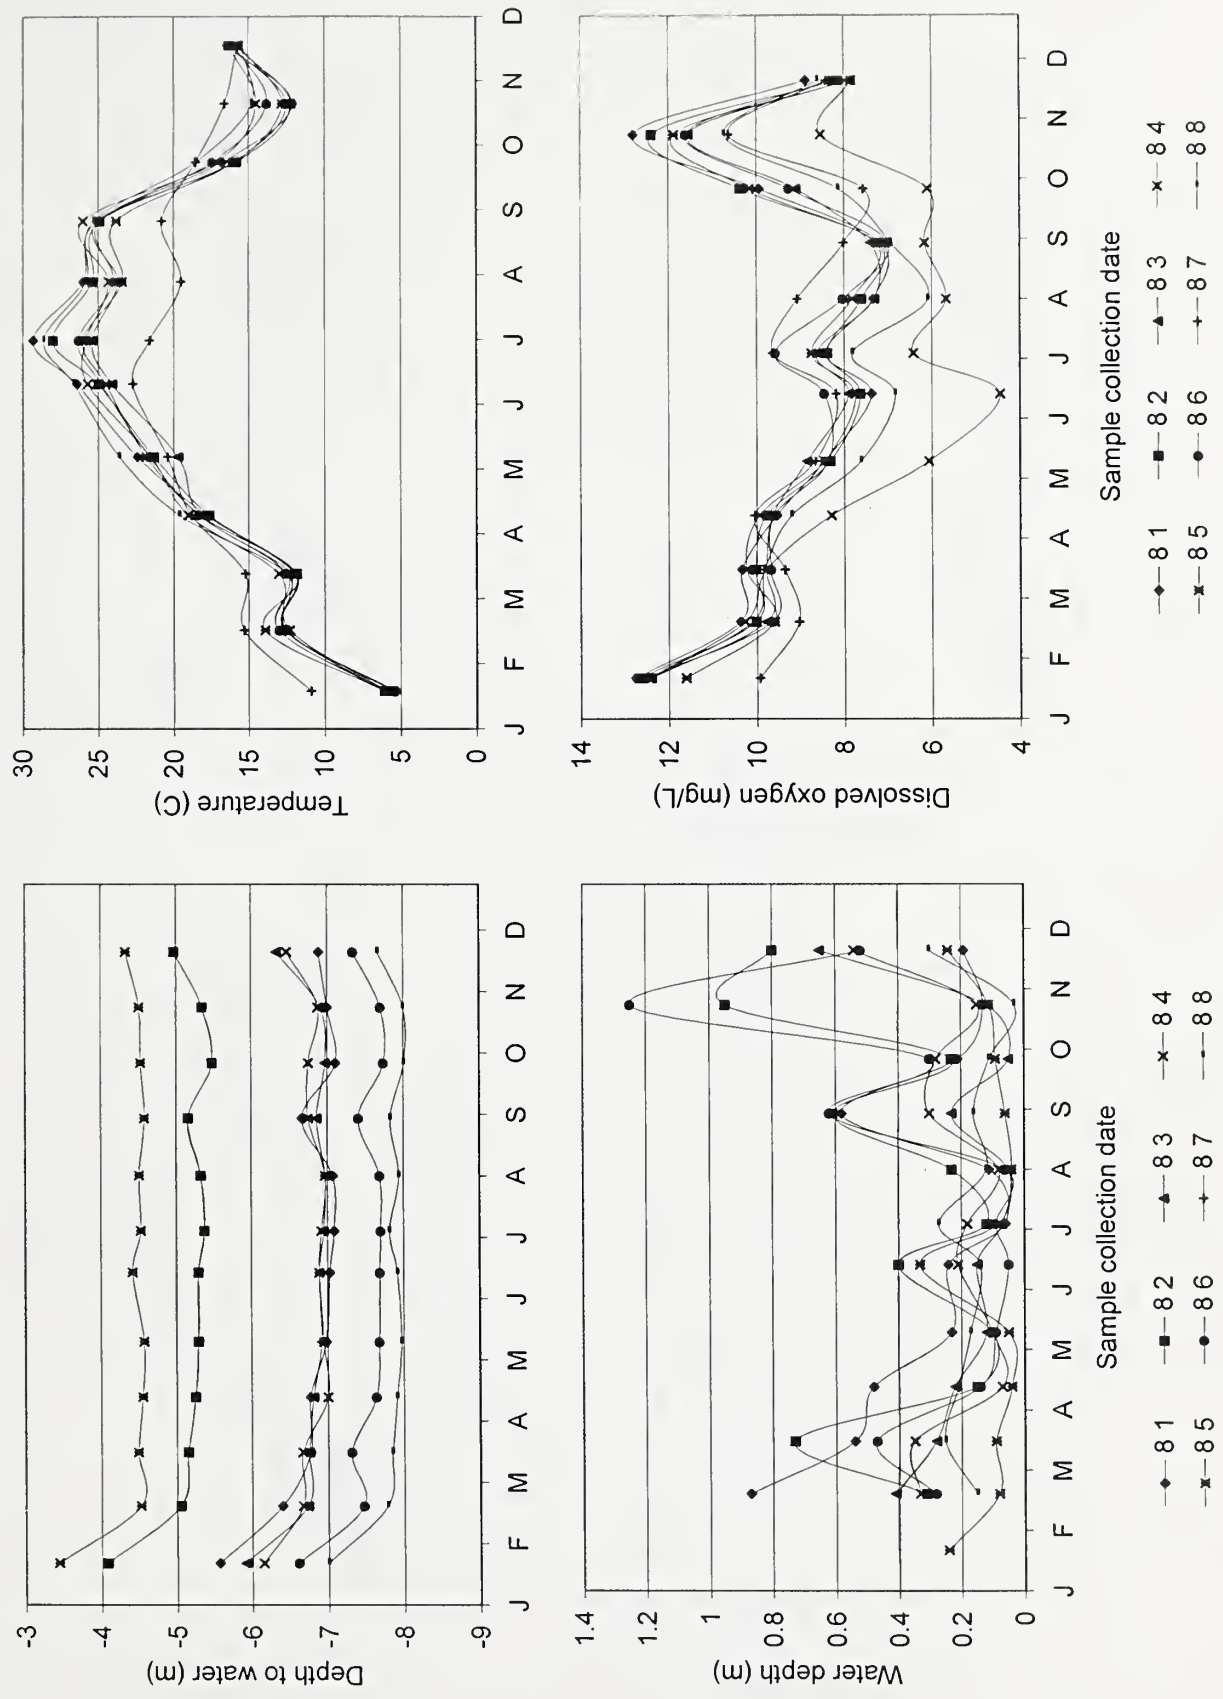 Depth to water (m)
-3
-4
-5
-6
-7
-8
-9
J F M A M J J A S O N D
Temperature (C)
30
25
20
15
10
5
0
J F M A M J J A S O N D
Water depth (m)
1.4
1.2
1
0.8
0.6
0.4
0.2
0
J F M A M J J A S O N D
Sample collection date
81 82 83 84
85 86 87 88
Dissolved oxygen (mg/L)
14
12
10
8
6
4
J F M A M J J A S O N D
Sample collection date
81 82 83 84
85 86 87 88